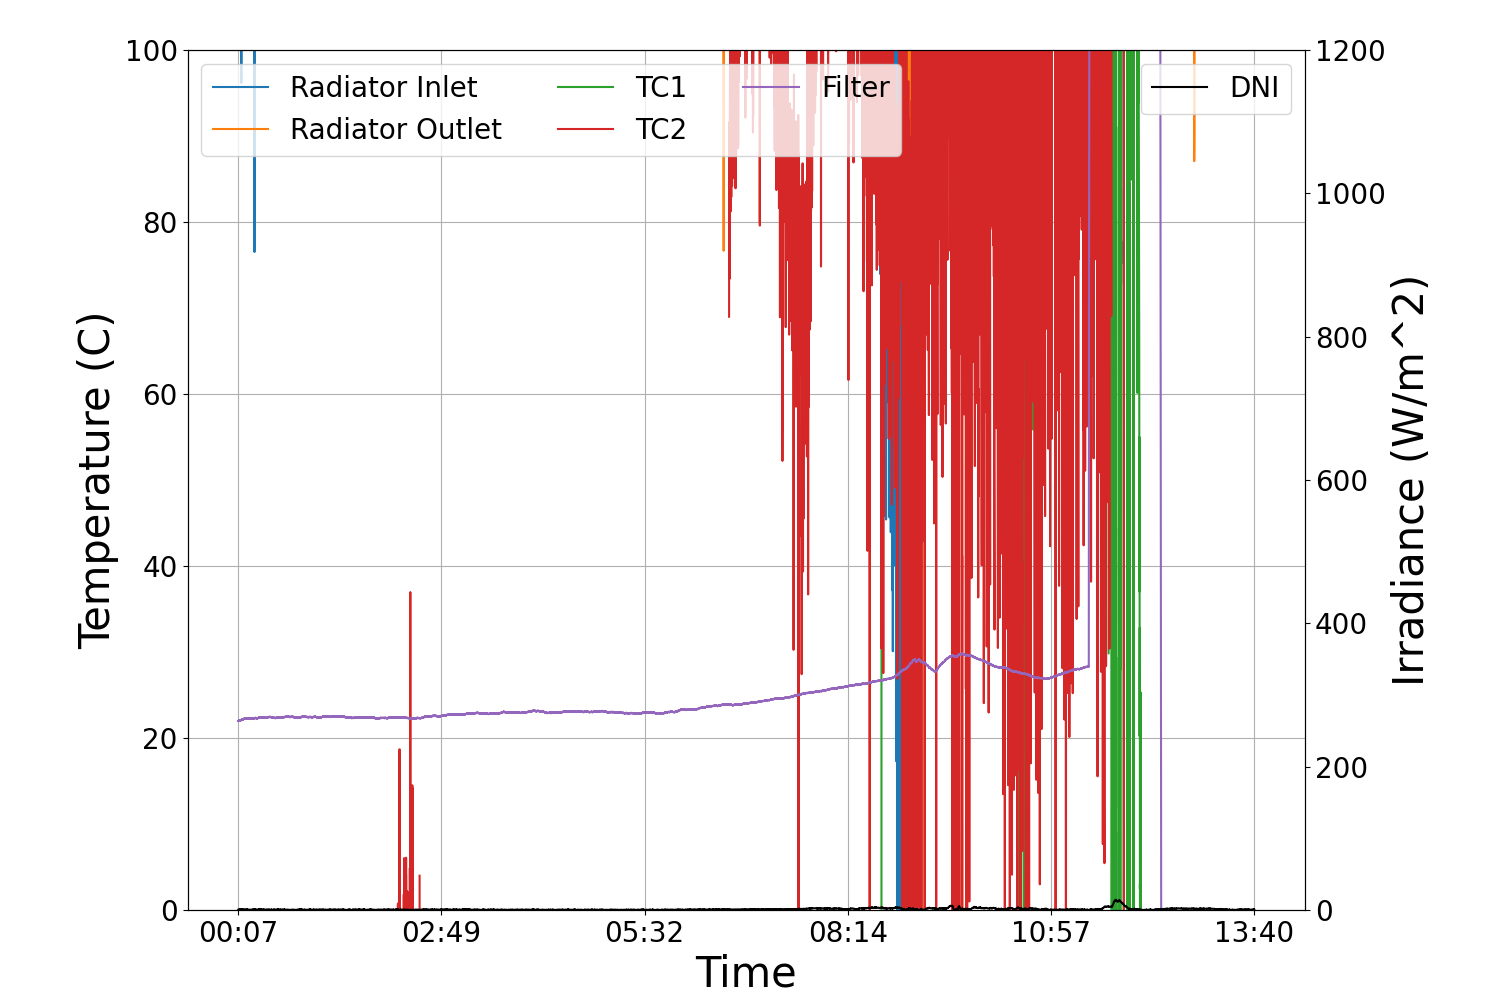 100
80
60
40
20
0
Temperature (C)
Radiator Inlet
Radiator Outlet
TC1
TC2
Filter
DNI
1200
1000
800
600
400
200
0
Irradiance (W/m^2)
00:07 02:49 05:32 08:14 10:57 13:40
Time